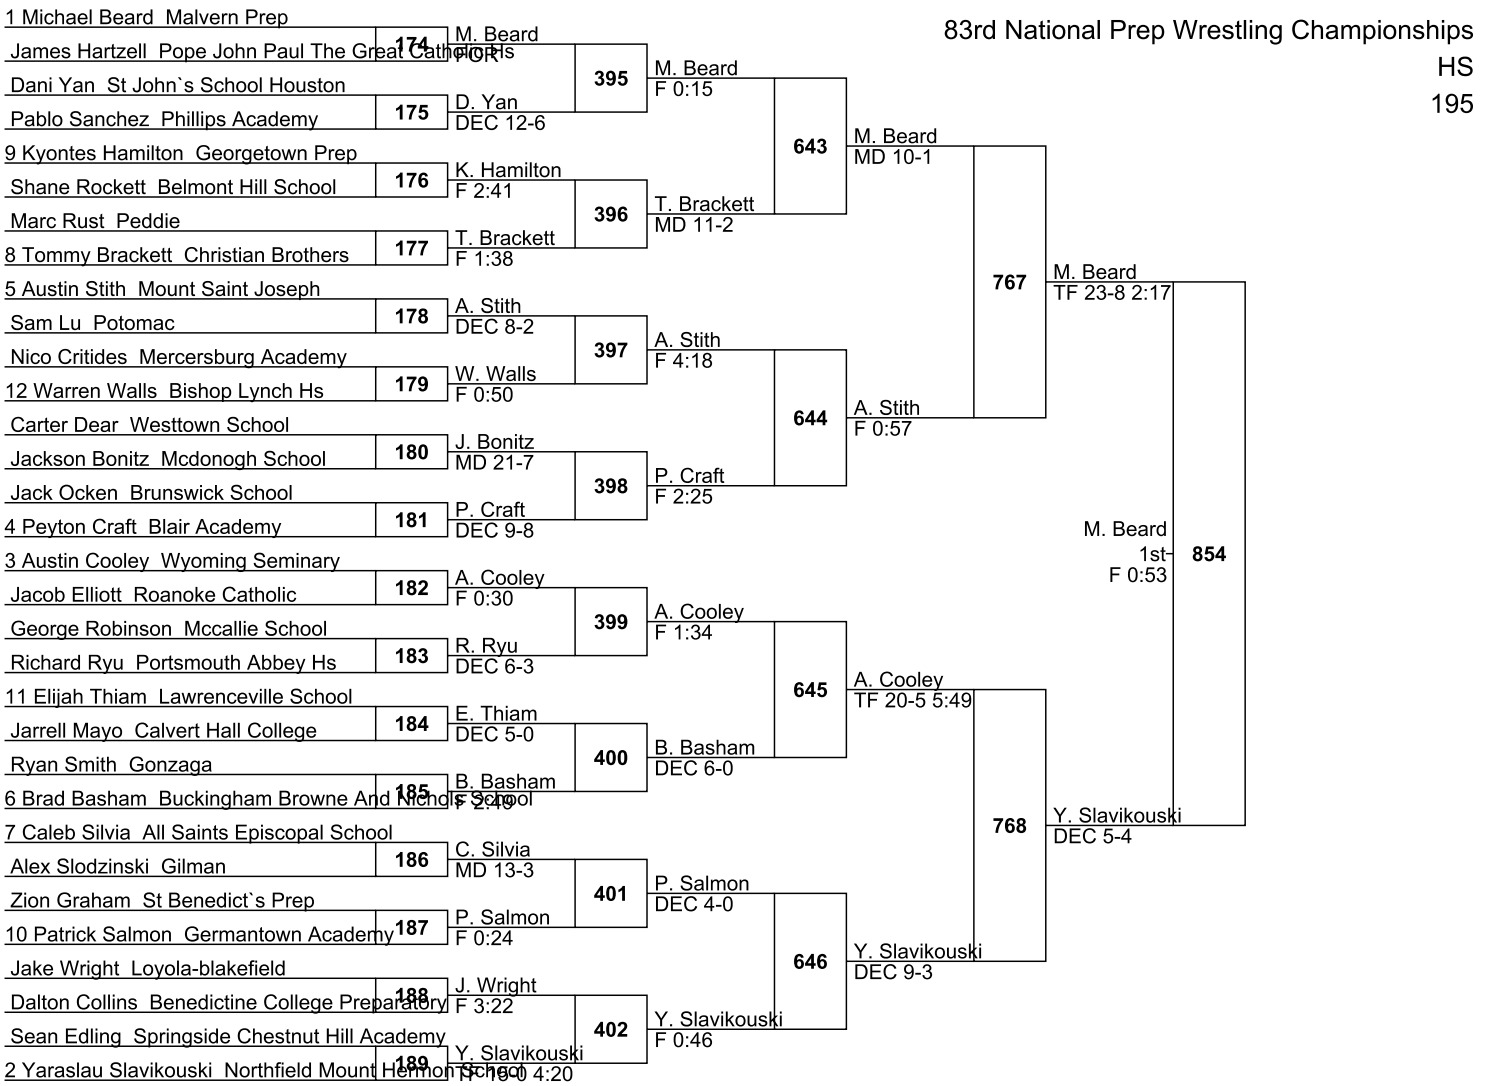 83rd National Prep Wrestling Championships
HS
195
1 Michael Beard  Malvern Prep
James Hartzell  Pope John Paul The Great Catholic Hs
Dani Yan  St John`s School Houston
Pablo Sanchez  Phillips Academy
9 Kyontes Hamilton  Georgetown Prep
Shane Rockett  Belmont Hill School
Marc Rust  Peddie
8 Tommy Brackett  Christian Brothers
5 Austin Stith  Mount Saint Joseph
Sam Lu  Potomac
Nico Critides  Mercersburg Academy
12 Warren Walls  Bishop Lynch Hs
Carter Dear  Westtown School
Jackson Bonitz  Mcdonogh School
Jack Ocken  Brunswick School
4 Peyton Craft  Blair Academy
3 Austin Cooley  Wyoming Seminary
Jacob Elliott  Roanoke Catholic
George Robinson  Mccallie School
Richard Ryu  Portsmouth Abbey Hs
11 Elijah Thiam  Lawrenceville School
Jarrell Mayo  Calvert Hall College
Ryan Smith  Gonzaga
6 Brad Basham  Buckingham Browne And Nichols School
7 Caleb Silvia  All Saints Episcopal School
Alex Slodzinski  Gilman
Zion Graham  St Benedict`s Prep
10 Patrick Salmon  Germantown Academy
Jake Wright  Loyola-blakefield
Dalton Collins  Benedictine College Preparatory
Sean Edling  Springside Chestnut Hill Academy
2 Yaraslau Slavikouski  Northfield Mount Hermon School
174
M. Beard
FOR
175
D. Yan
DEC 12-6
176
K. Hamilton
F 2:41
177
T. Brackett
F 1:38
178
A. Stith
DEC 8-2
179
W. Walls
F 0:50
180
J. Bonitz
MD 21-7
181
P. Craft
DEC 9-8
182
A. Cooley
F 0:30
183
R. Ryu
DEC 6-3
184
E. Thiam
DEC 5-0
185
B. Basham
F 2:49
186
C. Silvia
MD 13-3
187
P. Salmon
F 0:24
188
J. Wright
F 3:22
189
Y. Slavikouski
TF 4:20
395
M. Beard
F 0:15
396
T. Brackett
MD 11-2
397
A. Stith
F 4:18
398
P. Craft
F 2:25
399
A. Cooley
F 1:34
400
B. Basham
DEC 6-0
401
P. Salmon
DEC 4-0
402
Y. Slavikouski
F 0:46
643
M. Beard
MD 10-1
644
A. Stith
F 0:57
645
A. Cooley
TF 20-5 5:49
646
Y. Slavikouski
DEC 9-3
767
M. Beard
TF 23-8 2:17
768
Y. Slavikouski
DEC 5-4
854
M. Beard
1st
F 0:53